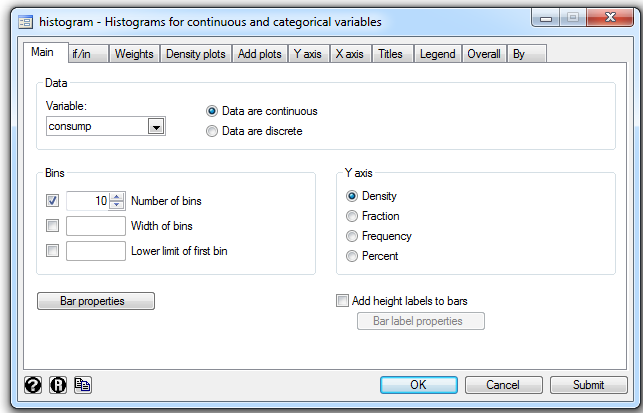 histogram - Histograms for continuous and categorical variables
Main if/in Weights Density plots Add plots Y axis X axis Titles Legend Overall By
Data
Variable:
consump
Data are continuous
Data are discrete
Bins
10 Number of bins
Width of bins
Lower limit of first bin
Y axis
Density
Fraction
Frequency
Percent
Bar properties
Add height labels to bars
Bar label properties
? R
OK Cancel Submit